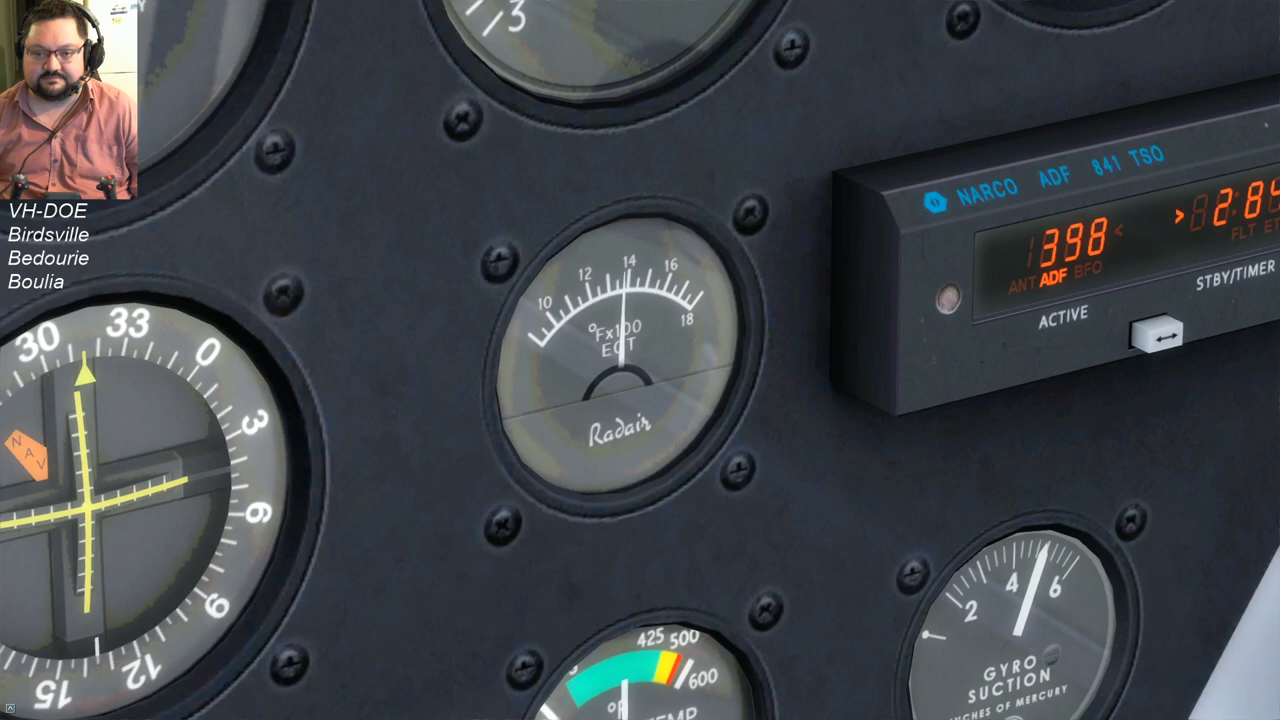 VH-DOE
Birdsville
Bedourie
Boulia
3
30
33
0
3
6
9
12
15
NAV
10
12
14
16
18
°Fx100
EGT
Radair
NARCO ADF 841 TSO
398
ANT ADF BFO
FLT ET
ACTIVE
STBY/TIMER
425 500
600
°F
TEMP
2
4
6
GYRO
SUCTION
INCHES OF MERCURY